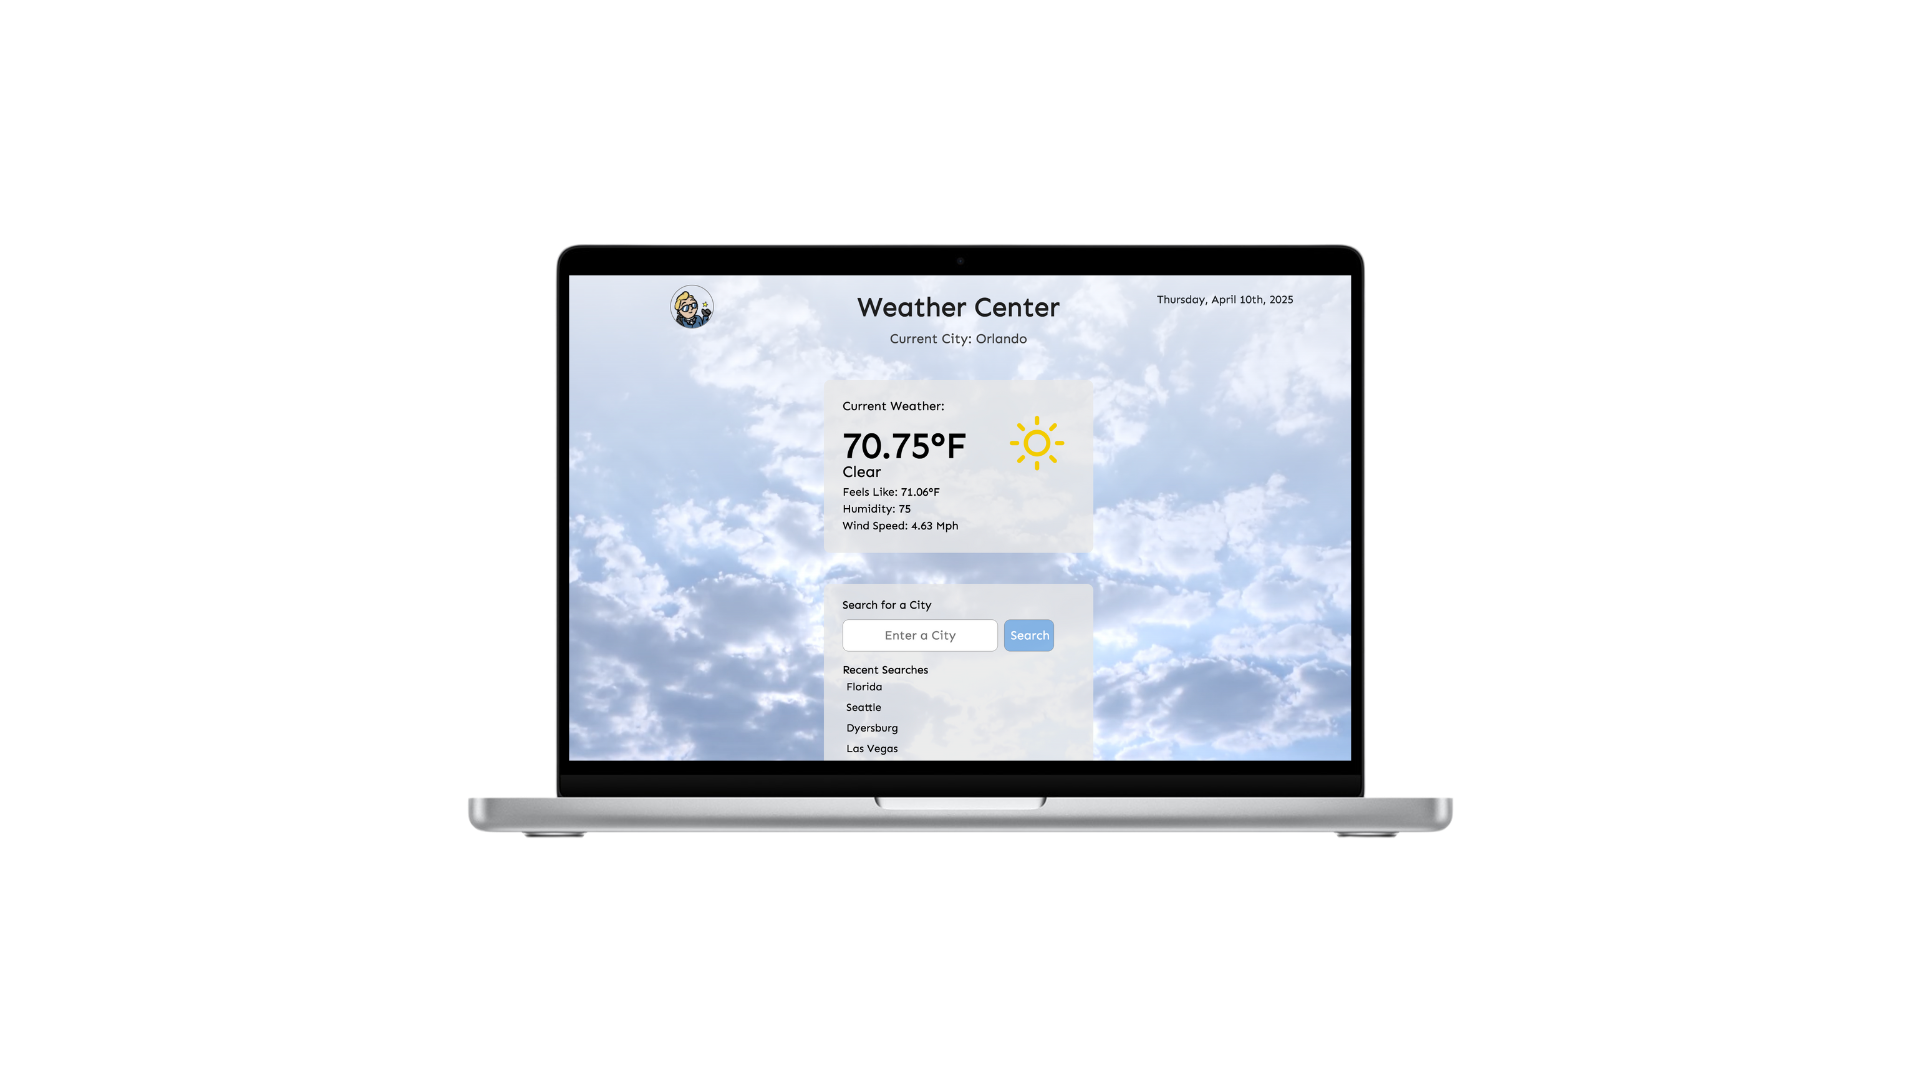 Weather Center
Thursday, April 10th, 2025
Current City: Orlando
Current Weather:
70.75°F
Clear
Feels Like: 71.06°F
Humidity: 75
Wind Speed: 4.63 Mph
Search for a City
Enter a City
Search
Recent Searches
Florida
Seattle
Dyersburg
Las Vegas